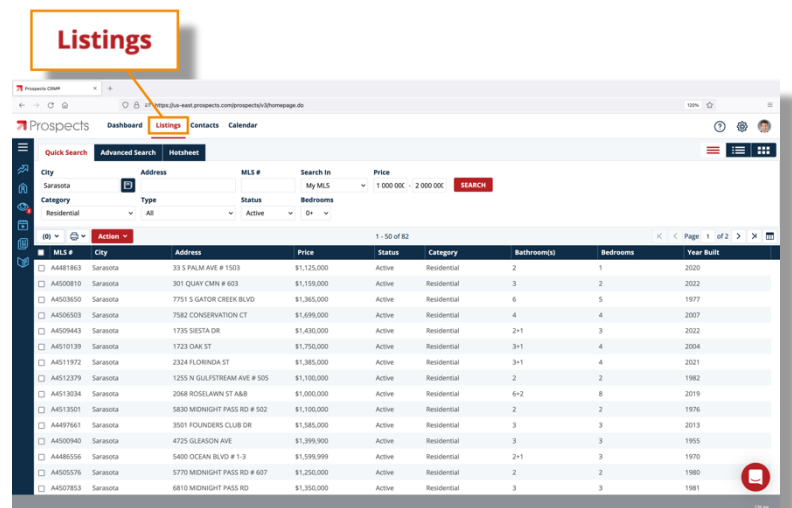 Listings
Prospects CRM®
https://us-east.prospects.com/prospects/v3/homepage.do
120%
Prospects Dashboard Listings Contacts Calendar
Quick Search Advanced Search Hotsheet
City Address MLS # Search In Price
Sarasota My MLS 1 000 00C - 2 000 00C SEARCH
Category Type Status Bedrooms
Residential All Active 0+
(0) Action 1 - 50 of 82 Page 1 of 2
MLS # City Address Price Status Category Bathroom(s) Bedrooms Year Built
A4481863 Sarasota 33 S PALM AVE # 1503 $1,125,000 Active Residential 2 1 2020
A4500810 Sarasota 301 QUAY CMN # 603 $1,159,000 Active Residential 3 2 2022
A4503650 Sarasota 7751 S GATOR CREEK BLVD $1,365,000 Active Residential 6 5 1977
A4506503 Sarasota 7582 CONSERVATION CT $1,699,000 Active Residential 4 4 2007
A4509443 Sarasota 1735 SIESTA DR $1,430,000 Active Residential 2+1 3 2022
A4510139 Sarasota 1723 OAK ST $1,750,000 Active Residential 3+1 4 2004
A4511972 Sarasota 2324 FLORINDA ST $1,385,000 Active Residential 3+1 4 2021
A4512379 Sarasota 1255 N GULFSTREAM AVE # 505 $1,100,000 Active Residential 2 2 1982
A4513034 Sarasota 2068 ROSELAWN ST A&B $1,000,000 Active Residential 6+2 8 2019
A4513501 Sarasota 5830 MIDNIGHT PASS RD # 502 $1,100,000 Active Residential 2 2 1976
A4497661 Sarasota 3501 FOUNDERS CLUB DR $1,585,000 Active Residential 3 3 2013
A4500940 Sarasota 4725 GLEASON AVE $1,399,900 Active Residential 3 3 1955
A4486556 Sarasota 5400 OCEAN BLVD # 1-3 $1,599,999 Active Residential 2+1 3 1970
A4505576 Sarasota 5770 MIDNIGHT PASS RD # 607 $1,250,000 Active Residential 2 2 1980
A4507853 Sarasota 6810 MIDNIGHT PASS RD $1,350,000 Active Residential 3 3 1981